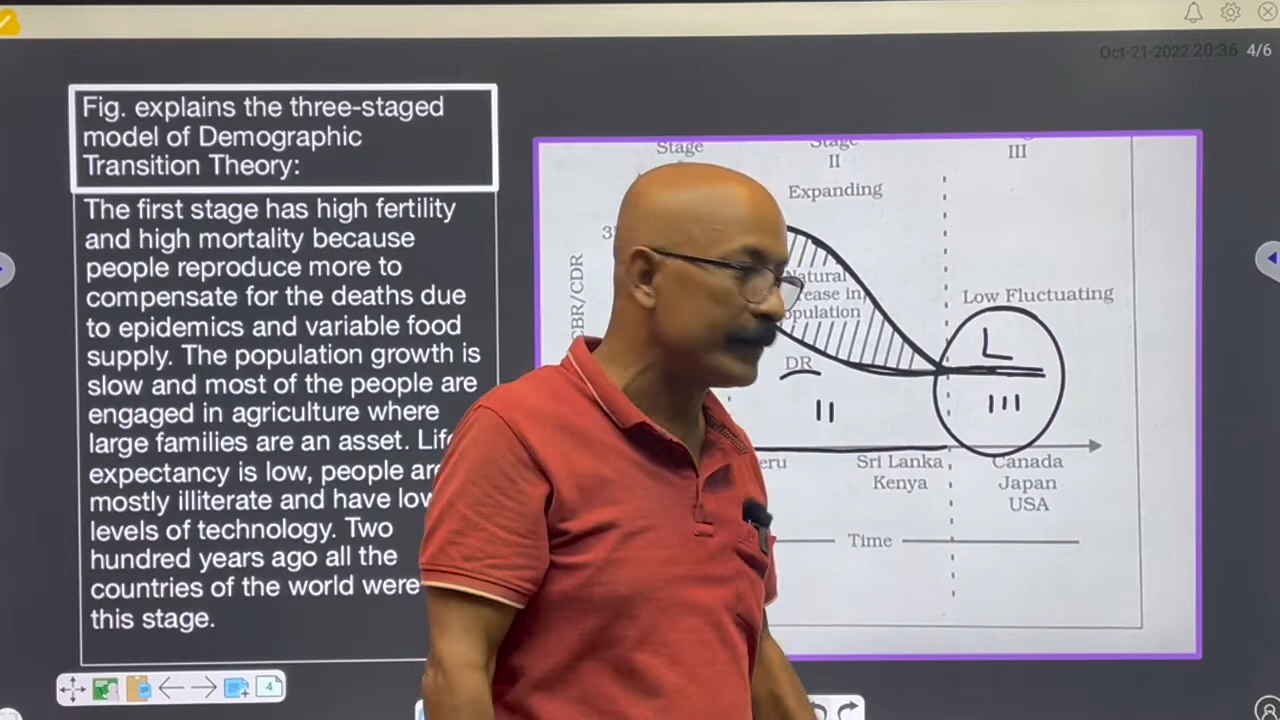 Oct-21-2022 20:36 4/6
Fig. explains the three-staged
model of Demographic
Transition Theory:
The first stage has high fertility
and high mortality because
people reproduce more to
compensate for the deaths due
to epidemics and variable food
supply. The population growth is
slow and most of the people are
engaged in agriculture where
large families are an asset. Life
expectancy is low, people are
mostly illiterate and have low
levels of technology. Two
hundred years ago all the
countries of the world were
this stage.
4
Stage
Stage
II
III
Expanding
CBR/CDR
Natural
rease in
opulation
Low Fluctuating
L
DR
II
III
eru
Sri Lanka
Kenya
Canada
Japan
USA
Time